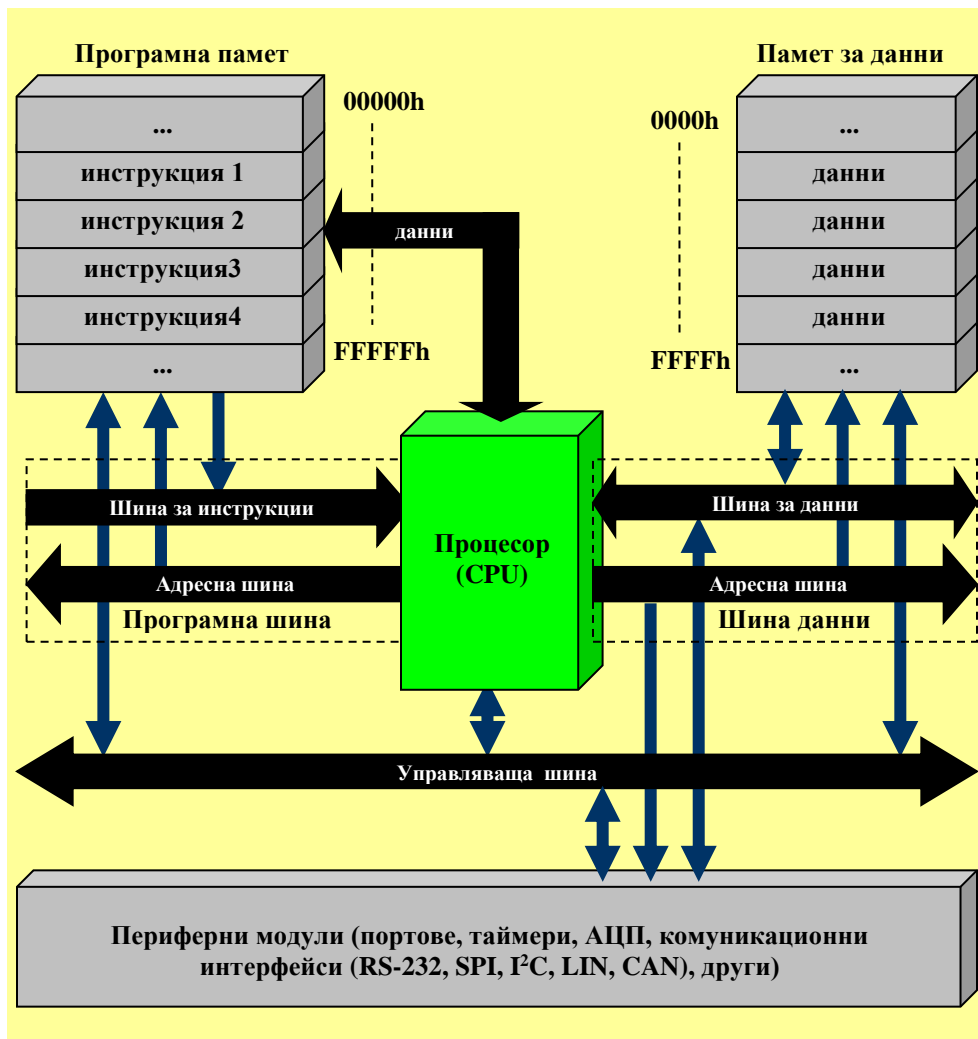 Програмна памет
...
инструкция 1
инструкция 2
инструкция3
инструкция4
...
00000h
FFFFFh
данни
Памет за данни
...
данни
данни
данни
данни
...
0000h
FFFFh
Шина за инструкции
Адресна шина
Програмна шина
Процесор
(CPU)
Шина за данни
Адресна шина
Шина данни
Управляваща шина
Периферни модули (портове, таймери, АЦП, комуникационни
интерфейси (RS-232, SPI, I²C, LIN, CAN), други)